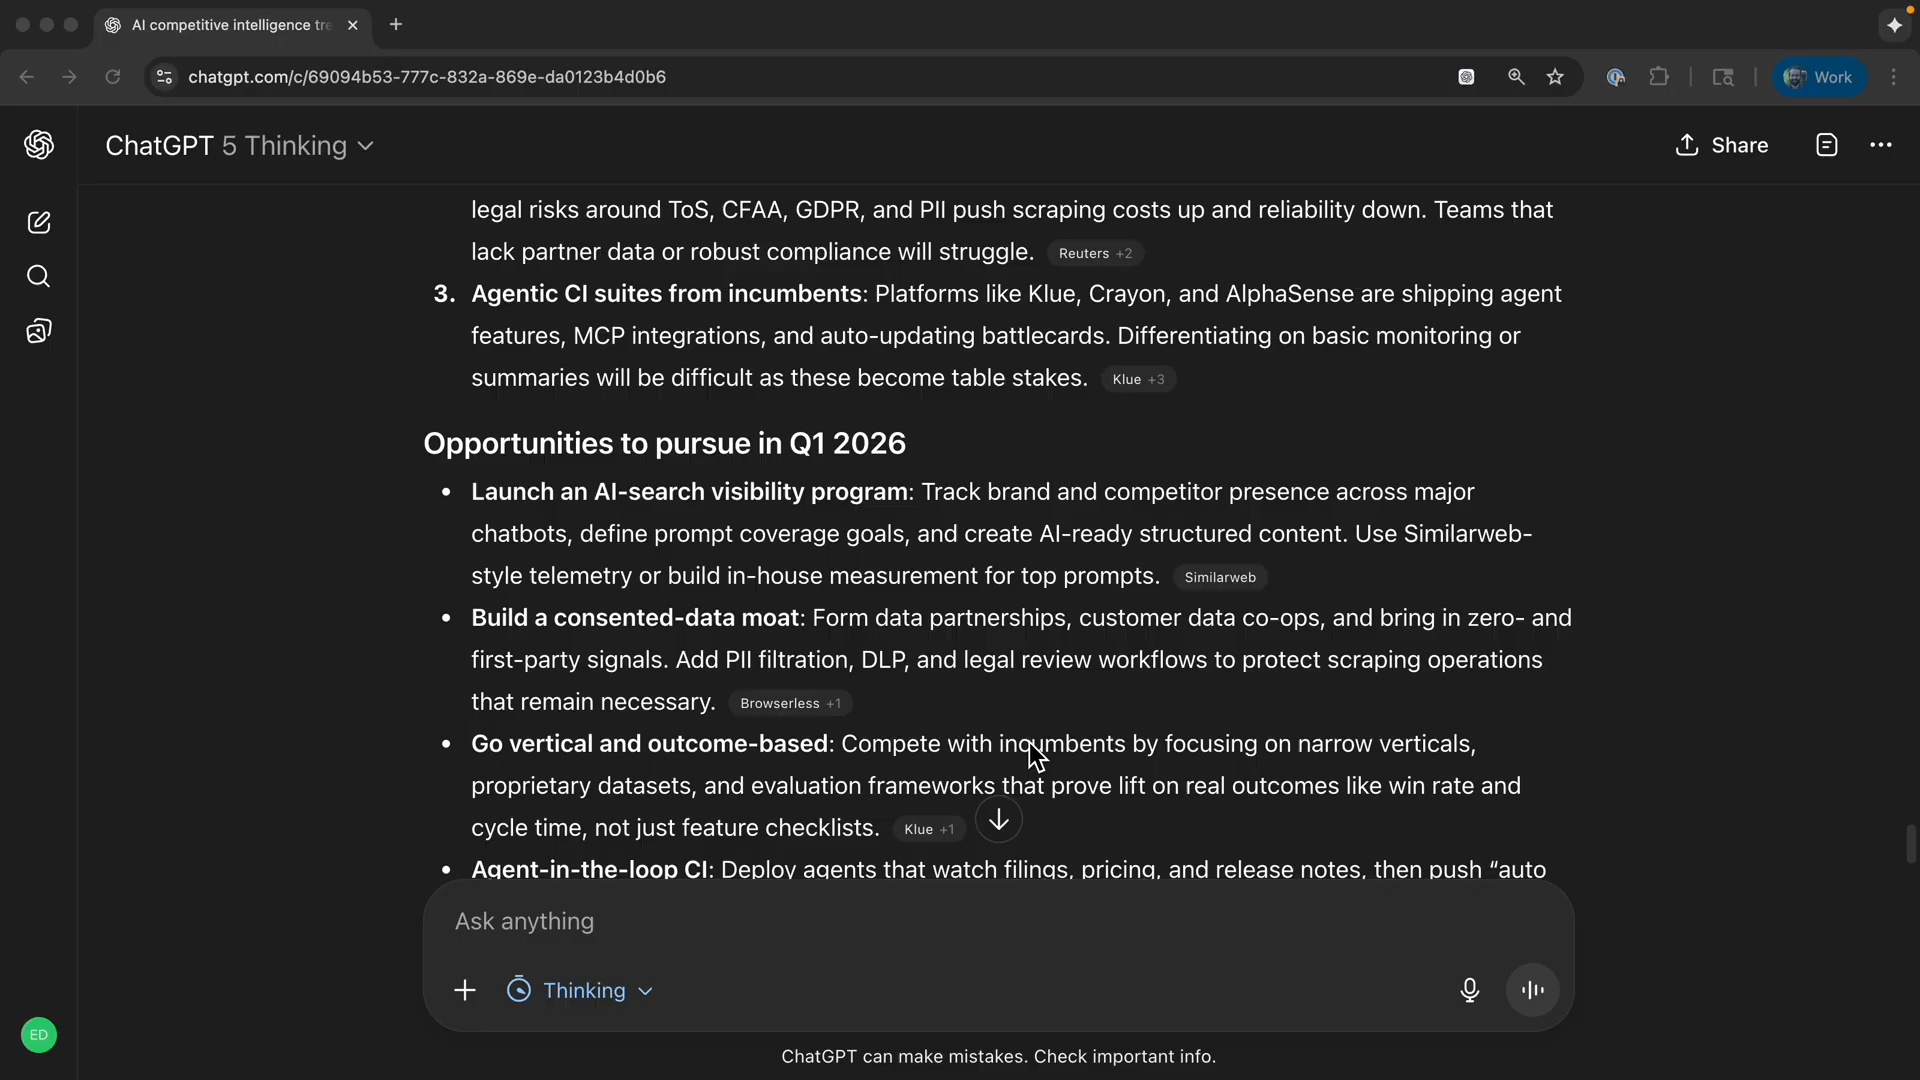 AI competitive intelligence tre
chatgpt.com/c/69094b53-777c-832a-869e-da0123b4d0b6
Work
ChatGPT 5 Thinking
Share
legal risks around ToS, CFAA, GDPR, and PII push scraping costs up and reliability down. Teams that
lack partner data or robust compliance will struggle. Reuters +2
3. Agentic CI suites from incumbents: Platforms like Klue, Crayon, and AlphaSense are shipping agent
features, MCP integrations, and auto-updating battlecards. Differentiating on basic monitoring or
summaries will be difficult as these become table stakes. Klue +3
Opportunities to pursue in Q1 2026
• Launch an AI-search visibility program: Track brand and competitor presence across major
chatbots, define prompt coverage goals, and create AI-ready structured content. Use Similarweb-
style telemetry or build in-house measurement for top prompts. Similarweb
• Build a consented-data moat: Form data partnerships, customer data co-ops, and bring in zero- and
first-party signals. Add PII filtration, DLP, and legal review workflows to protect scraping operations
that remain necessary. Browserless +1
• Go vertical and outcome-based: Compete with incumbents by focusing on narrow verticals,
proprietary datasets, and evaluation frameworks that prove lift on real outcomes like win rate and
cycle time, not just feature checklists. Klue +1
• Agent-in-the-loop CI: Deploy agents that watch filings, pricing, and release notes, then push “auto
Ask anything
Thinking
ED
ChatGPT can make mistakes. Check important info.